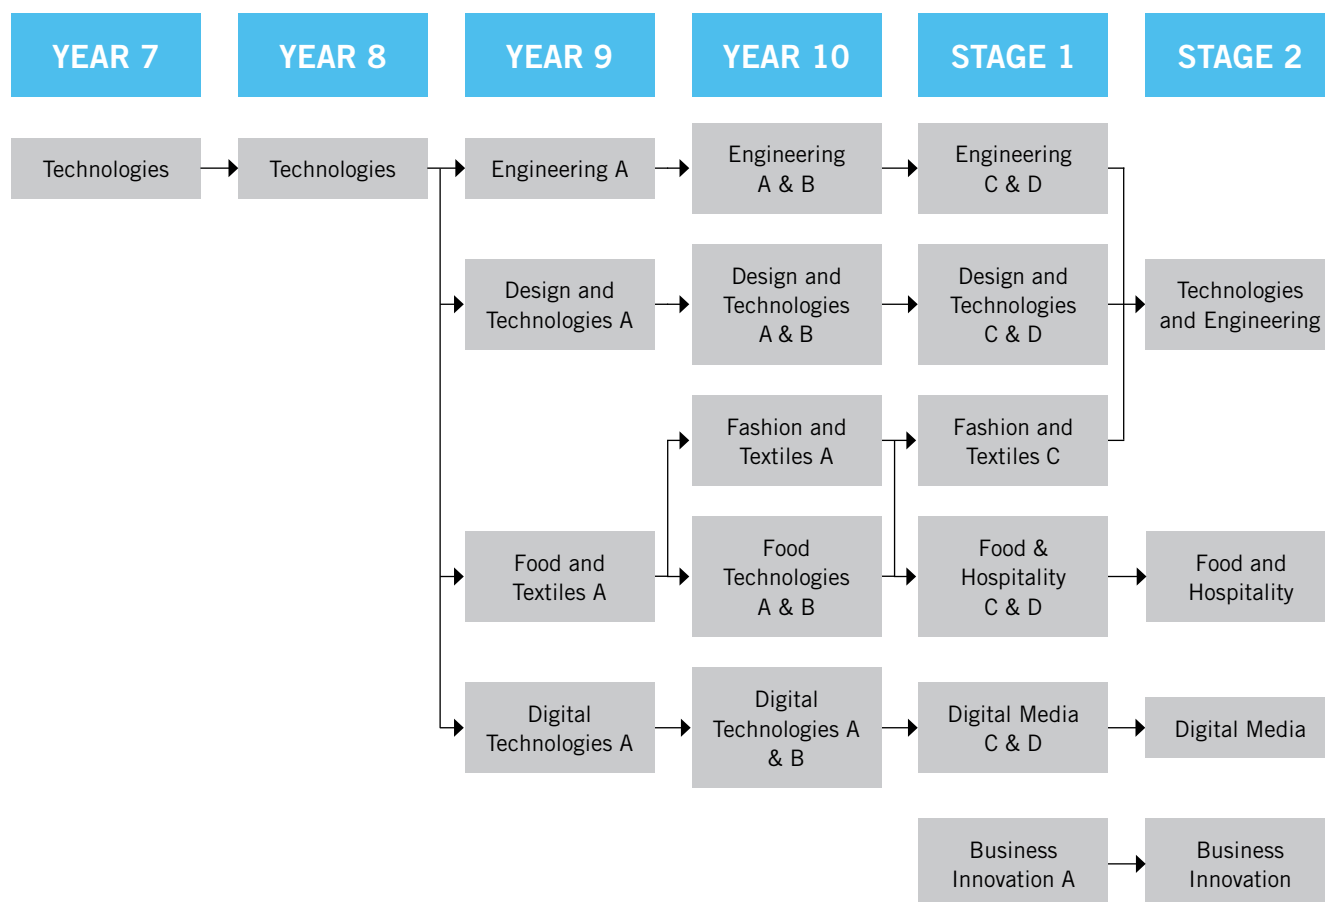 YEAR 7
YEAR 8
YEAR 9
YEAR 10
STAGE 1
STAGE 2
Technologies
Technologies
Engineering A
Engineering
A & B
Engineering
C & D
Design and
Technologies A
Design and
Technologies
A & B
Design and
Technologies
C & D
Technologies
and Engineering
Fashion and
Textiles A
Fashion and
Textiles C
Food and
Textiles A
Food
Technologies
A & B
Food &
Hospitality
C & D
Food and
Hospitality
Digital
Technologies A
Digital
Technologies A
& B
Digital Media
C & D
Digital Media
Business
Innovation A
Business
Innovation